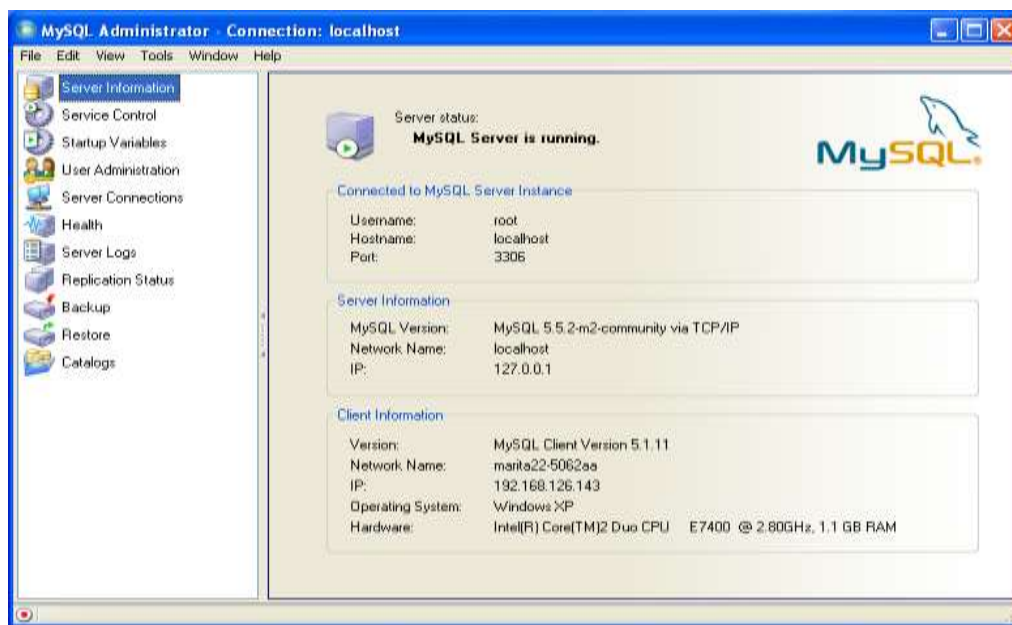 MySQL Administrator - Connection: localhost
File Edit View Tools Window Help
Server Information
Service Control
Startup Variables
User Administration
Server Connections
Health
Server Logs
Replication Status
Backup
Restore
Catalogs
Server status:
MySQL Server is running.
MySQL.
Connected to MySQL Server Instance
Username: root
Hostname: localhost
Port: 3306
Server Information
MySQL Version: MySQL 5.5.2-m2-community via TCP/IP
Network Name: localhost
IP: 127.0.0.1
Client Information
Version: MySQL Client Version 5.1.11
Network Name: marita22-5062aa
IP: 192.168.126.143
Operating System: Windows XP
Hardware: Intel(R) Core(TM)2 Duo CPU E7400 @ 2.80GHz, 1.1 GB RAM